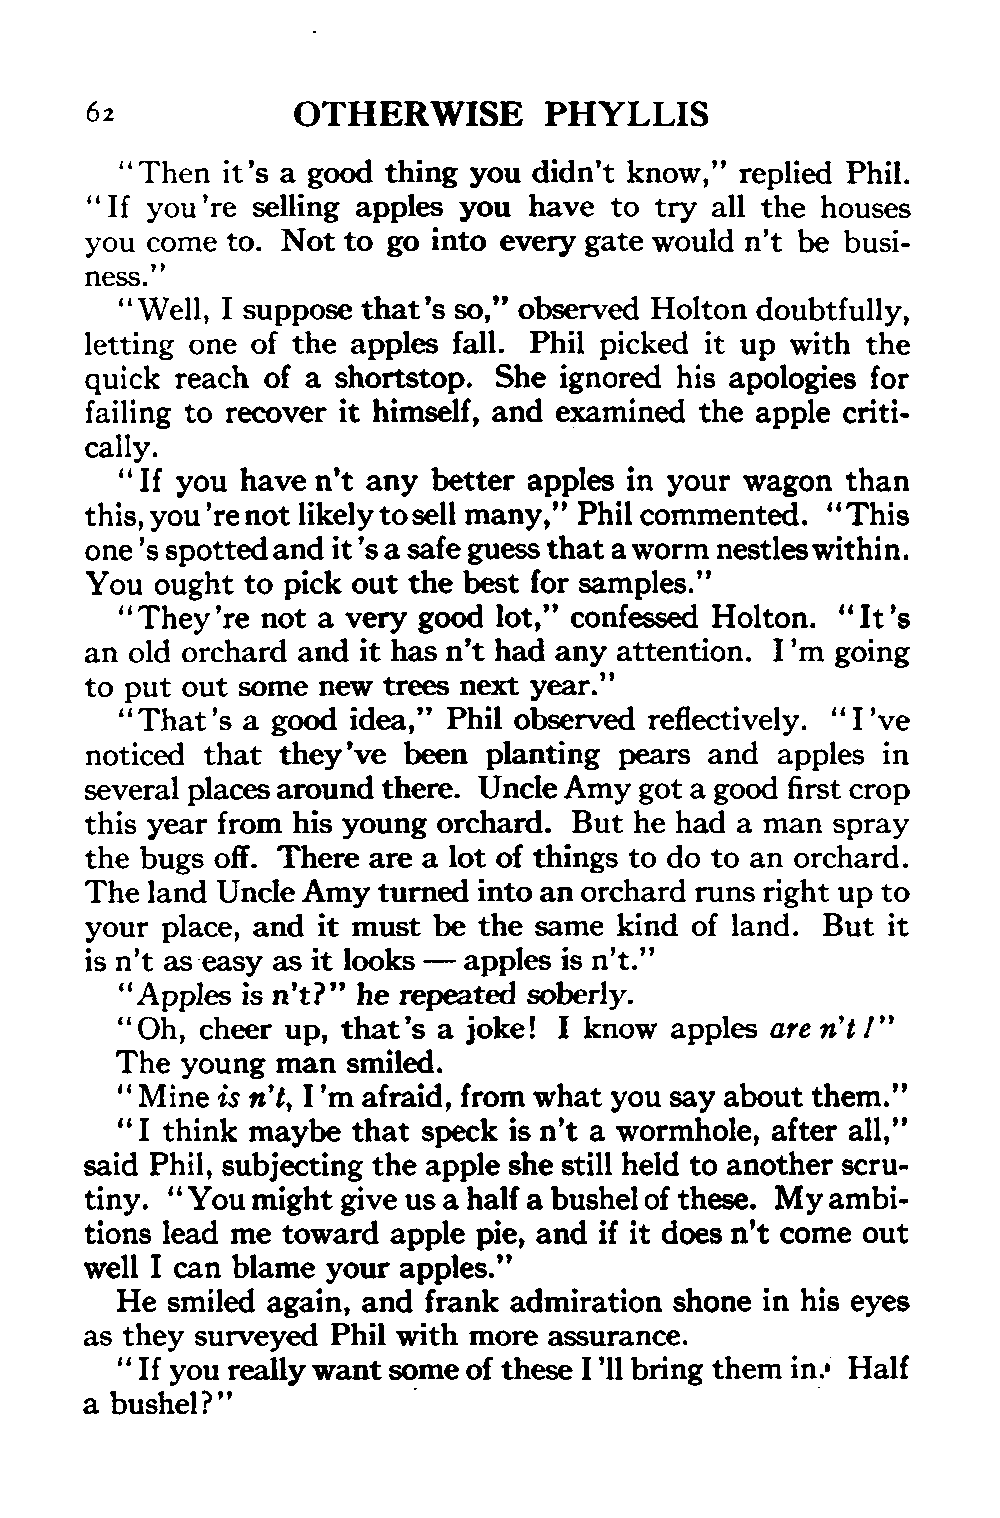 62 OTHERWISE PHYLLIS
"Then it's a good thing you didn't know," replied Phil.
"If you're selling apples you have to try all the houses
you come to. Not to go into every gate would n't be busi-
ness."
"Well, I suppose that's so," observed Holton doubtfully,
letting one of the apples fall. Phil picked it up with the
quick reach of a shortstop. She ignored his apologies for
failing to recover it himself, and examined the apple criti-
cally.
"If you have n't any better apples in your wagon than
this, you're not likely to sell many," Phil commented. "This
one's spotted and it's a safe guess that a worm nestles within.
You ought to pick out the best for samples."
"They're not a very good lot," confessed Holton. "It's
an old orchard and it has n't had any attention. I'm going
to put out some new trees next year."
"That's a good idea," Phil observed reflectively. "I've
noticed that they've been planting pears and apples in
several places around there. Uncle Amy got a good first crop
this year from his young orchard. But he had a man spray
the bugs off. There are a lot of things to do to an orchard.
The land Uncle Amy turned into an orchard runs right up to
your place, and it must be the same kind of land. But it
is n't as easy as it looks — apples is n't."
"Apples is n't?" he repeated soberly.
"Oh, cheer up, that's a joke! I know apples are n't!"
The young man smiled.
"Mine is n't, I'm afraid, from what you say about them."
"I think maybe that speck is n't a wormhole, after all,"
said Phil, subjecting the apple she still held to another scru-
tiny. "You might give us a half a bushel of these. My ambi-
tions lead me toward apple pie, and if it does n't come out
well I can blame your apples."
He smiled again, and frank admiration shone in his eyes
as they surveyed Phil with more assurance.
"If you really want some of these I'll bring them in. Half
a bushel?"